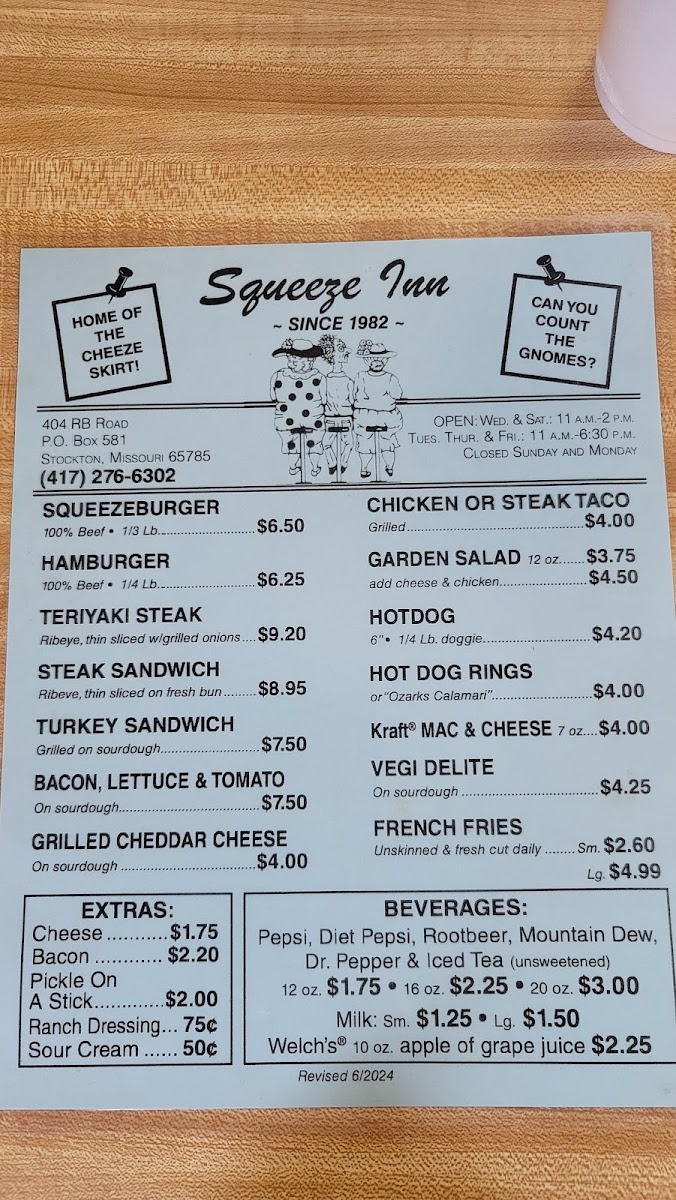 Squeeze Inn
~ SINCE 1982 ~
HOME OF
THE
CHEEZE
SKIRT!
CAN YOU
COUNT
THE
GNOMES?
404 RB ROAD
P.O. BOX 581
STOCKTON, MISSOURI 65785
(417) 276-6302
OPEN: WED. & SAT.: 11 A.M.-2 P.M.
TUES. THUR. & FRI.: 11 A.M.-6:30 P.M.
CLOSED SUNDAY AND MONDAY
SQUEEZEBURGER
100% Beef • 1/3 Lb. $6.50
HAMBURGER
100% Beef • 1/4 Lb. $6.25
TERIYAKI STEAK
Ribeye, thin sliced w/grilled onions.... $9.20
STEAK SANDWICH
Ribeye, thin sliced on fresh bun ........ $8.95
TURKEY SANDWICH
Grilled on sourdough........ $7.50
BACON, LETTUCE & TOMATO
On sourdough........ $7.50
GRILLED CHEDDAR CHEESE
On sourdough ........ $4.00
CHICKEN OR STEAK TACO
Grilled........ $4.00
GARDEN SALAD 12 oz....... $3.75
add cheese & chicken........ $4.50
HOTDOG
6"• 1/4 Lb. doggie........ $4.20
HOT DOG RINGS
or "Ozarks Calamari"........ $4.00
Kraft® MAC & CHEESE 7 oz.... $4.00
VEGI DELITE
On sourdough ........ $4.25
FRENCH FRIES
Unskinned & fresh cut daily ........ Sm. $2.60
Lg. $4.99
EXTRAS:
Cheese ........... $1.75
Bacon ............ $2.20
Pickle On
A Stick............. $2.00
Ranch Dressing... 75¢
Sour Cream ...... 50¢
BEVERAGES:
Pepsi, Diet Pepsi, Rootbeer, Mountain Dew,
Dr. Pepper & Iced Tea (unsweetened)
12 oz. $1.75 • 16 oz. $2.25 • 20 oz. $3.00
Milk: Sm. $1.25 • Lg. $1.50
Welch's® 10 oz. apple of grape juice $2.25
Revised 6/2024